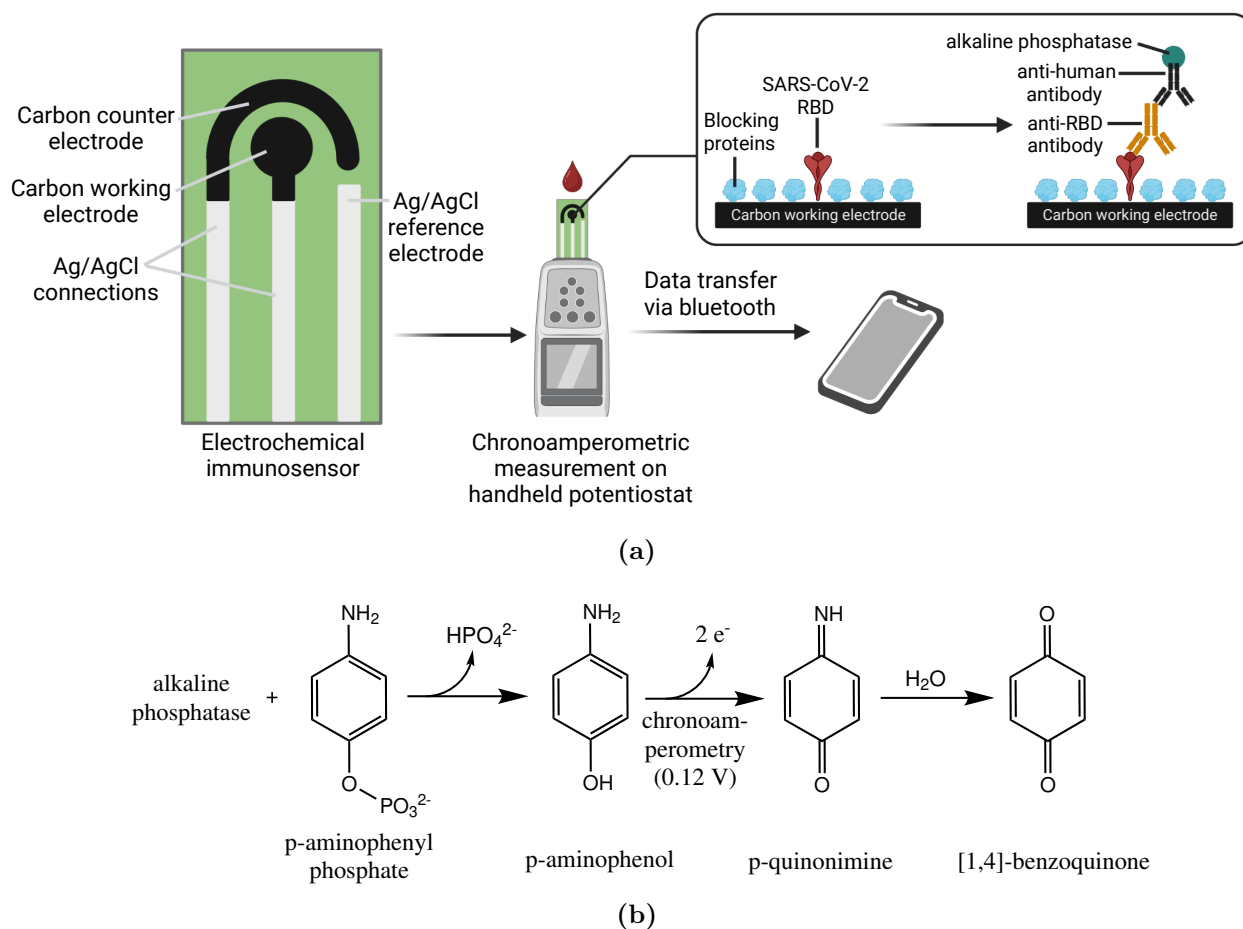 Carbon counter
electrode
Carbon working
electrode
Ag/AgCl
connections
Ag/AgCl
reference
electrode
Electrochemical
immunosensor
Chronoamperometric
measurement on
handheld potentiostat
Data transfer
via bluetooth
Blocking
proteins
SARS-CoV-2
RBD
Carbon working electrode
alkaline phosphatase
anti-human
antibody
anti-RBD
antibody
Carbon working electrode
(a)
alkaline
phosphatase
+
NH₂
O
PO₃²⁻
p-aminophenyl
phosphate
HPO₄²⁻
NH₂
OH
p-aminophenol
2 e⁻
chronoam-
perometry
(0.12 V)
NH
O
p-quinonimine
H₂O
O
O
[1,4]-benzoquinone
(b)